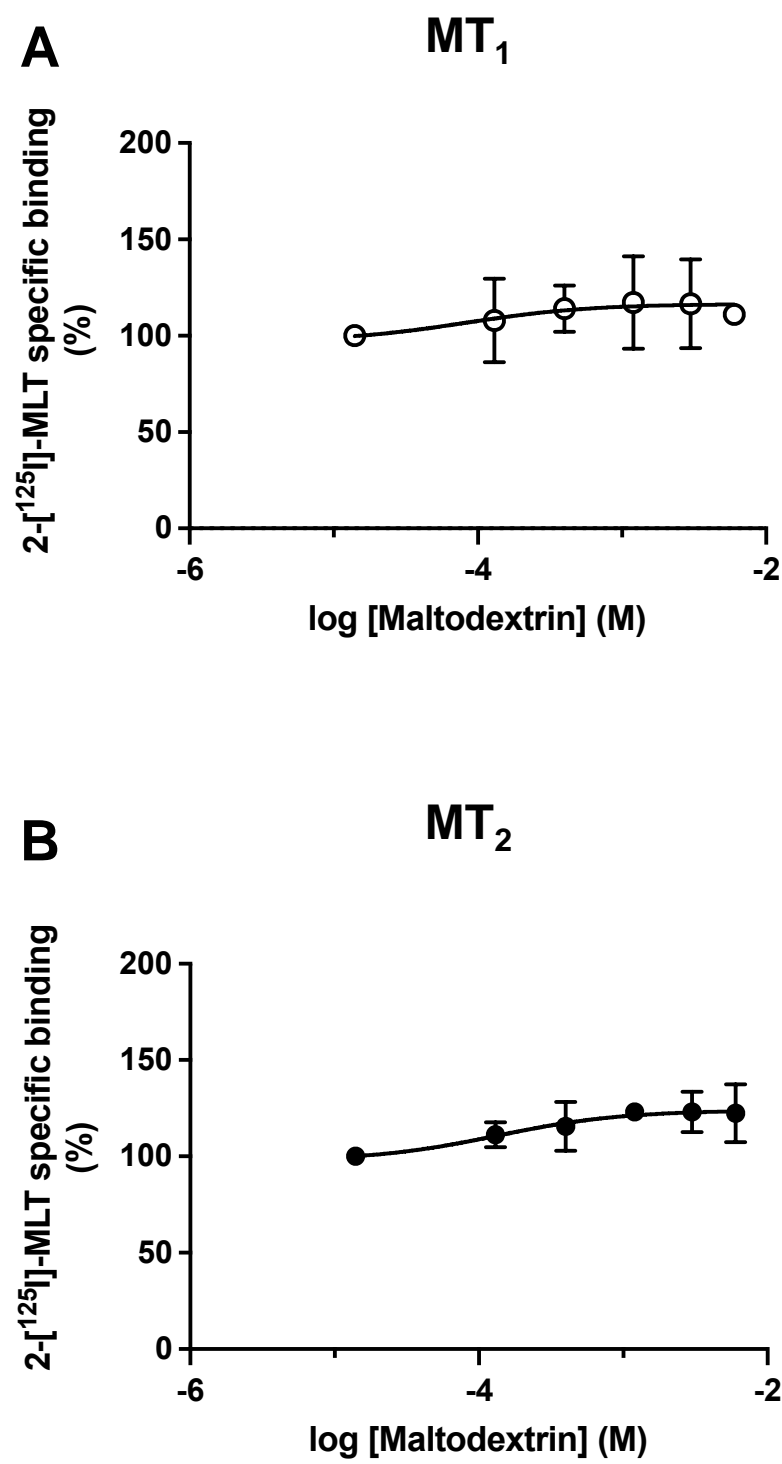 A
MT₁
2-[¹²⁵I]-MLT specific binding
(%)
200
150
100
50
0
-6
-4
-2
log [Maltodextrin] (M)
B
MT₂
2-[¹²⁵I]-MLT specific binding
(%)
200
150
100
50
0
-6
-4
-2
log [Maltodextrin] (M)